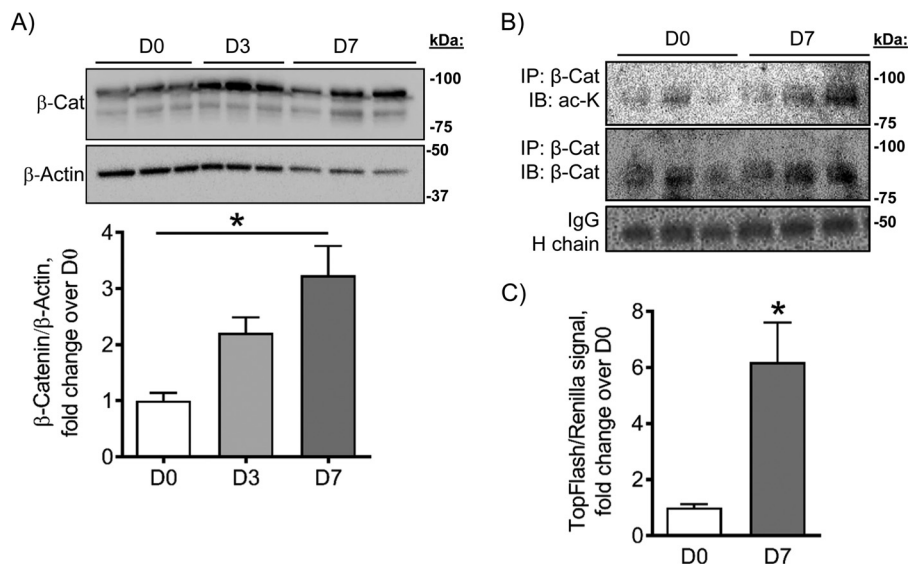 A)
D0 D3 D7 kDa:
β-Cat
-100
-75
β-Actin
-50
-37
*
β-Catenin/β-Actin,
fold change over D0
4
3
2
1
0
D0 D3 D7
B)
D0 D7 kDa:
IP: β-Cat
IB: ac-K
-100
-75
IP: β-Cat
IB: β-Cat
-100
-75
IgG
H chain
-50
C)
*
TopFlash/Renilla signal,
fold change over D0
8
6
4
2
0
D0 D7